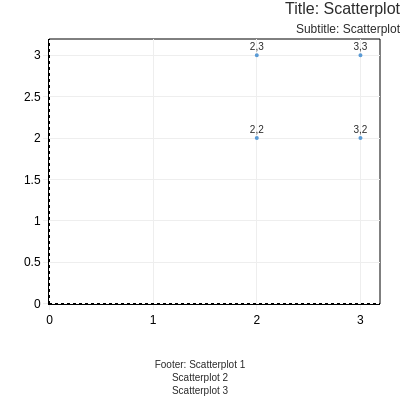 Title: Scatterplot
Subtitle: Scatterplot
3
2,3
3,3
2.5
2
2,2
3,2
1.5
1
0.5
0
0 1 2 3
Footer: Scatterplot 1
Scatterplot 2
Scatterplot 3